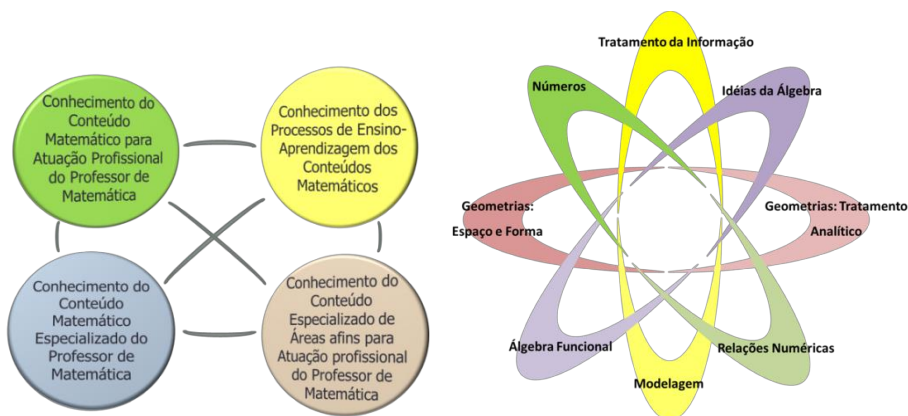 Conhecimento do
Conteúdo
Matemático para
Atuação Profissional
do Professor de
Matemática
Conhecimento dos
Processos de Ensino-
Aprendizagem dos
Conteúdos
Matemáticos
Conhecimento do
Conteúdo
Matemático
Especializado do
Professor de
Matemática
Conhecimento do
Conteúdo
Especializado de
Áreas afins para
Atuação profissional
do Professor de
Matemática
Tratamento da Informação
Números
Idéias da Álgebra
Geometrias:
Espaço e Forma
Geometrias: Tratamento
Analítico
Álgebra Funcional
Relações Numéricas
Modelagem